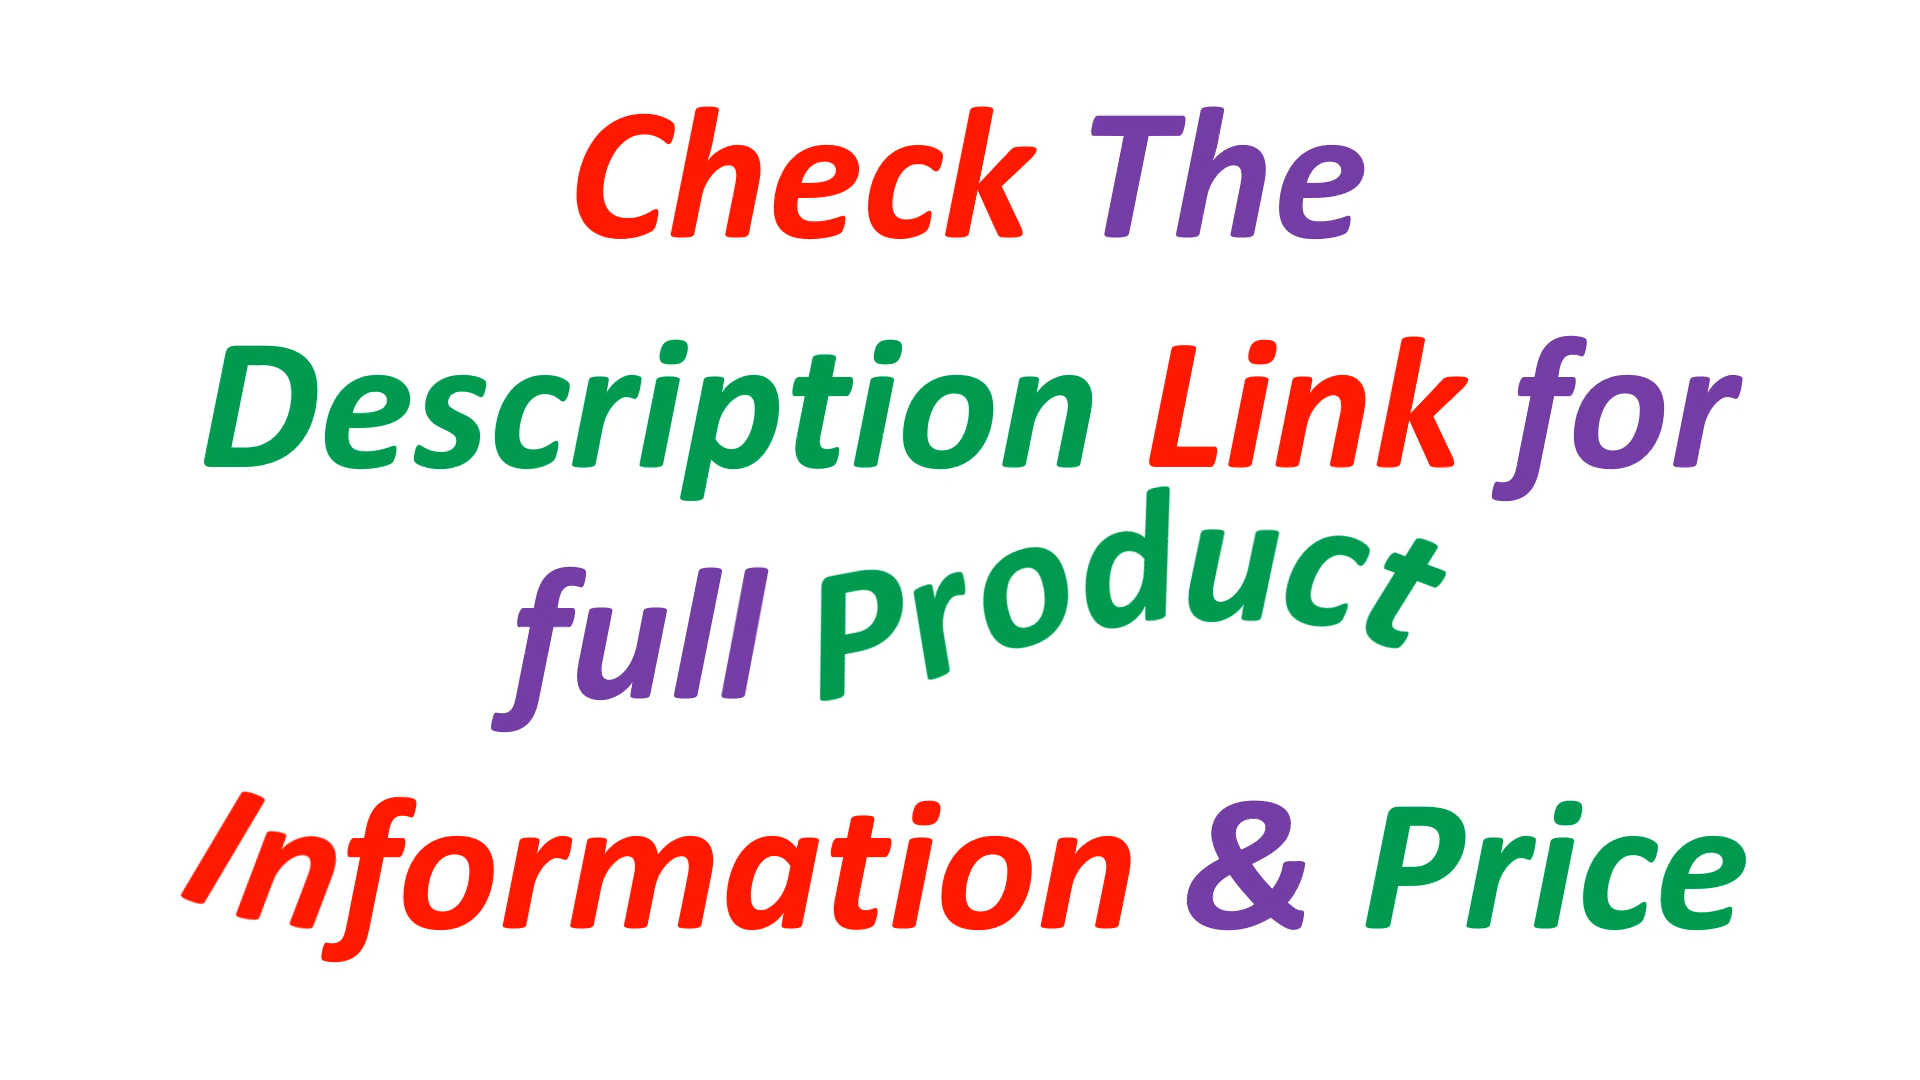 Check The
Description Link for
full Product
Information & Price